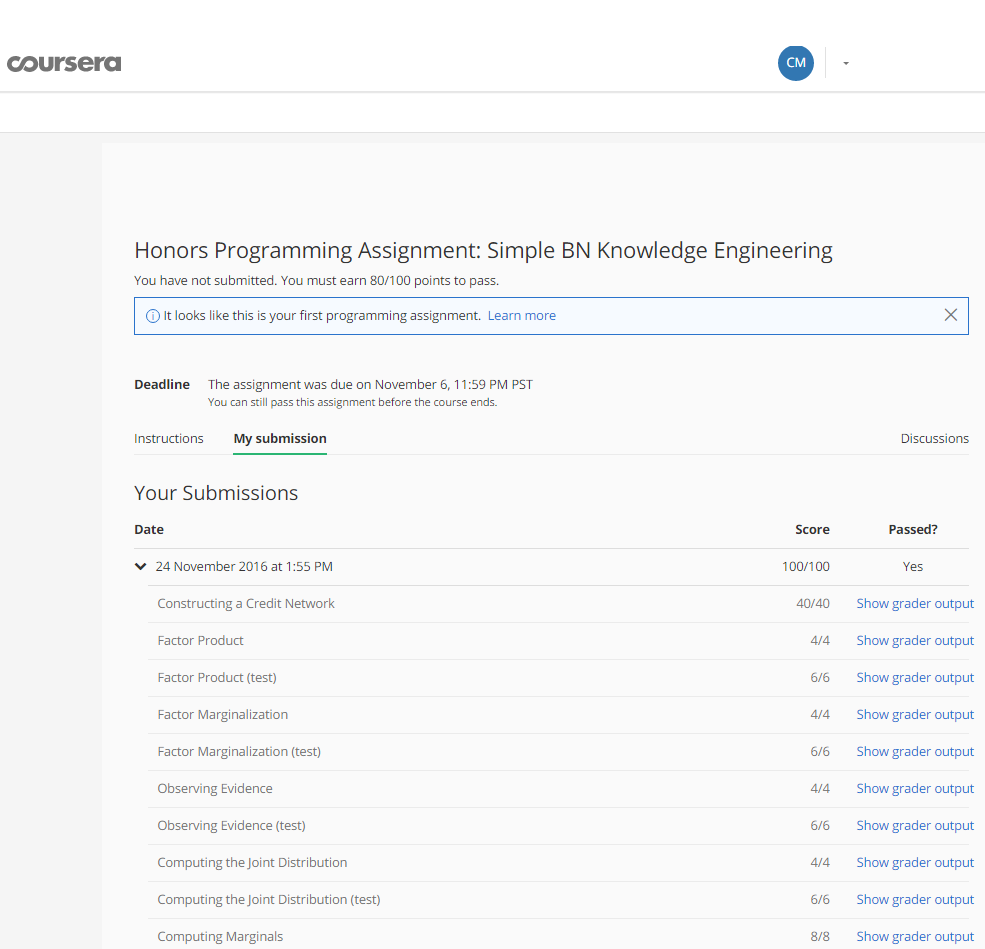 coursera
CM
Honors Programming Assignment: Simple BN Knowledge Engineering
You have not submitted. You must earn 80/100 points to pass.
It looks like this is your first programming assignment. Learn more
Deadline The assignment was due on November 6, 11:59 PM PST
You can still pass this assignment before the course ends.
Instructions My submission Discussions
Your Submissions
Date Score Passed?
24 November 2016 at 1:55 PM 100/100 Yes
Constructing a Credit Network 40/40 Show grader output
Factor Product 4/4 Show grader output
Factor Product (test) 6/6 Show grader output
Factor Marginalization 4/4 Show grader output
Factor Marginalization (test) 6/6 Show grader output
Observing Evidence 4/4 Show grader output
Observing Evidence (test) 6/6 Show grader output
Computing the Joint Distribution 4/4 Show grader output
Computing the Joint Distribution (test) 6/6 Show grader output
Computing Marginals 8/8 Show grader output